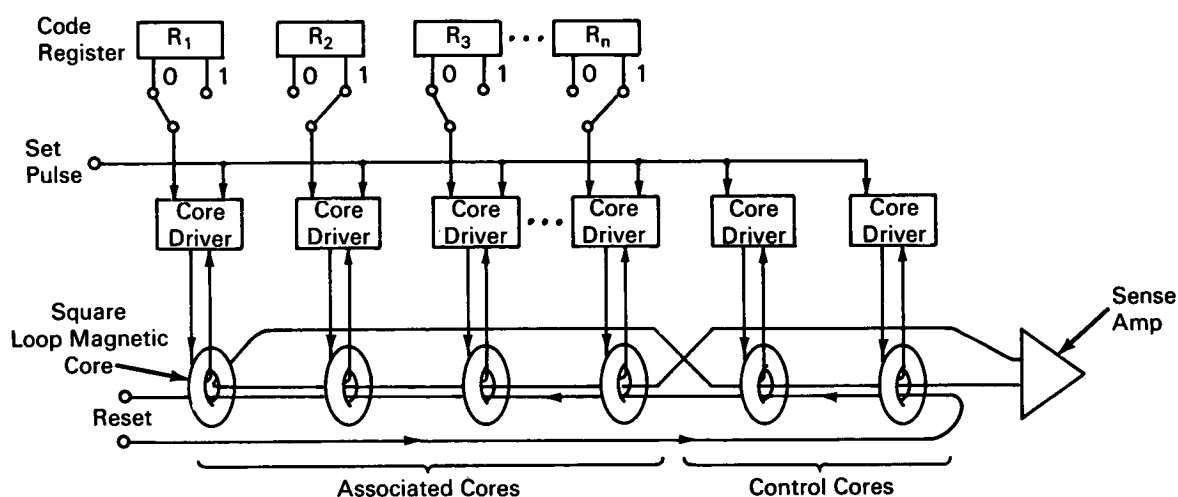 Code
Register
R1 R2 R3 ••• Rn
0 1 0 1 0 1 0 1
Set
Pulse
Core
Driver
Core
Driver
Core
Driver
•••
Core
Driver
Core
Driver
Core
Driver
Square
Loop Magnetic
Core
Sense
Amp
Reset
Associated Cores
Control Cores